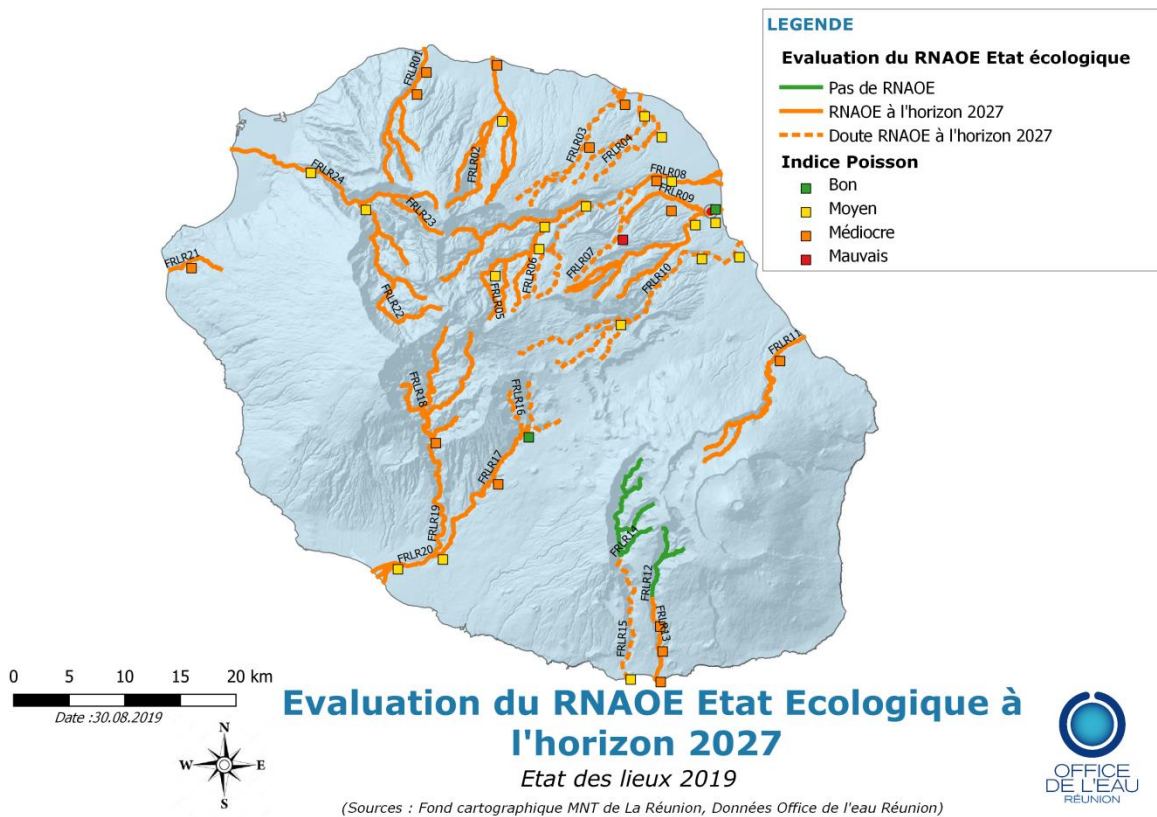 LEGENDE
Evaluation du RNAOE Etat écologique
Pas de RNAOE
RNAOE à l'horizon 2027
Doute RNAOE à l'horizon 2027
Indice Poisson
Bon
Moyen
Médiocre
Mauvais
FRLR01
FRLR02
FRLR03
FRLR04
FRLR08
FRLR09
FRLR24
FRLR23
FRLR21
FRLR22
FRLR05
FRLR06
FRLR07
FRLR10
FRLR11
FRLR18
FRLR16
FRLR17
FRLR19
FRLR20
FRLR14
FRLR12
FRLR15
FRLR13
0 5 10 15 20 km
Date :30.08.2019
N
W E
S
Evaluation du RNAOE Etat Ecologique à
l'horizon 2027
Etat des lieux 2019
(Sources : Fond cartographique MNT de La Réunion, Données Office de l'eau Réunion)
OFFICE
DE L'EAU
RÉUNION